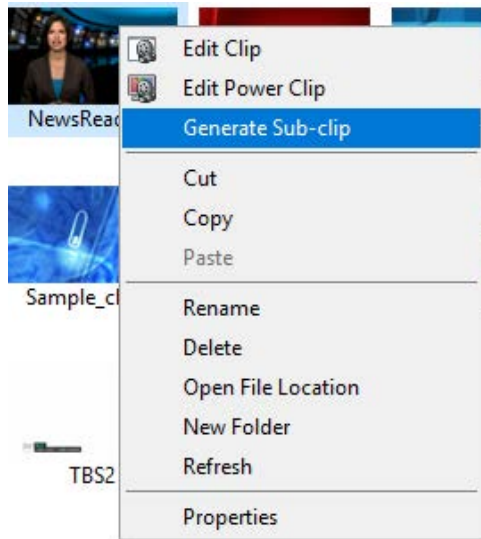 Edit Clip
Edit Power Clip
NewsRead
Generate Sub-clip
Cut
Copy
Paste
Sample_cl
Rename
Delete
Open File Location
New Folder
TBS2
Refresh
Properties